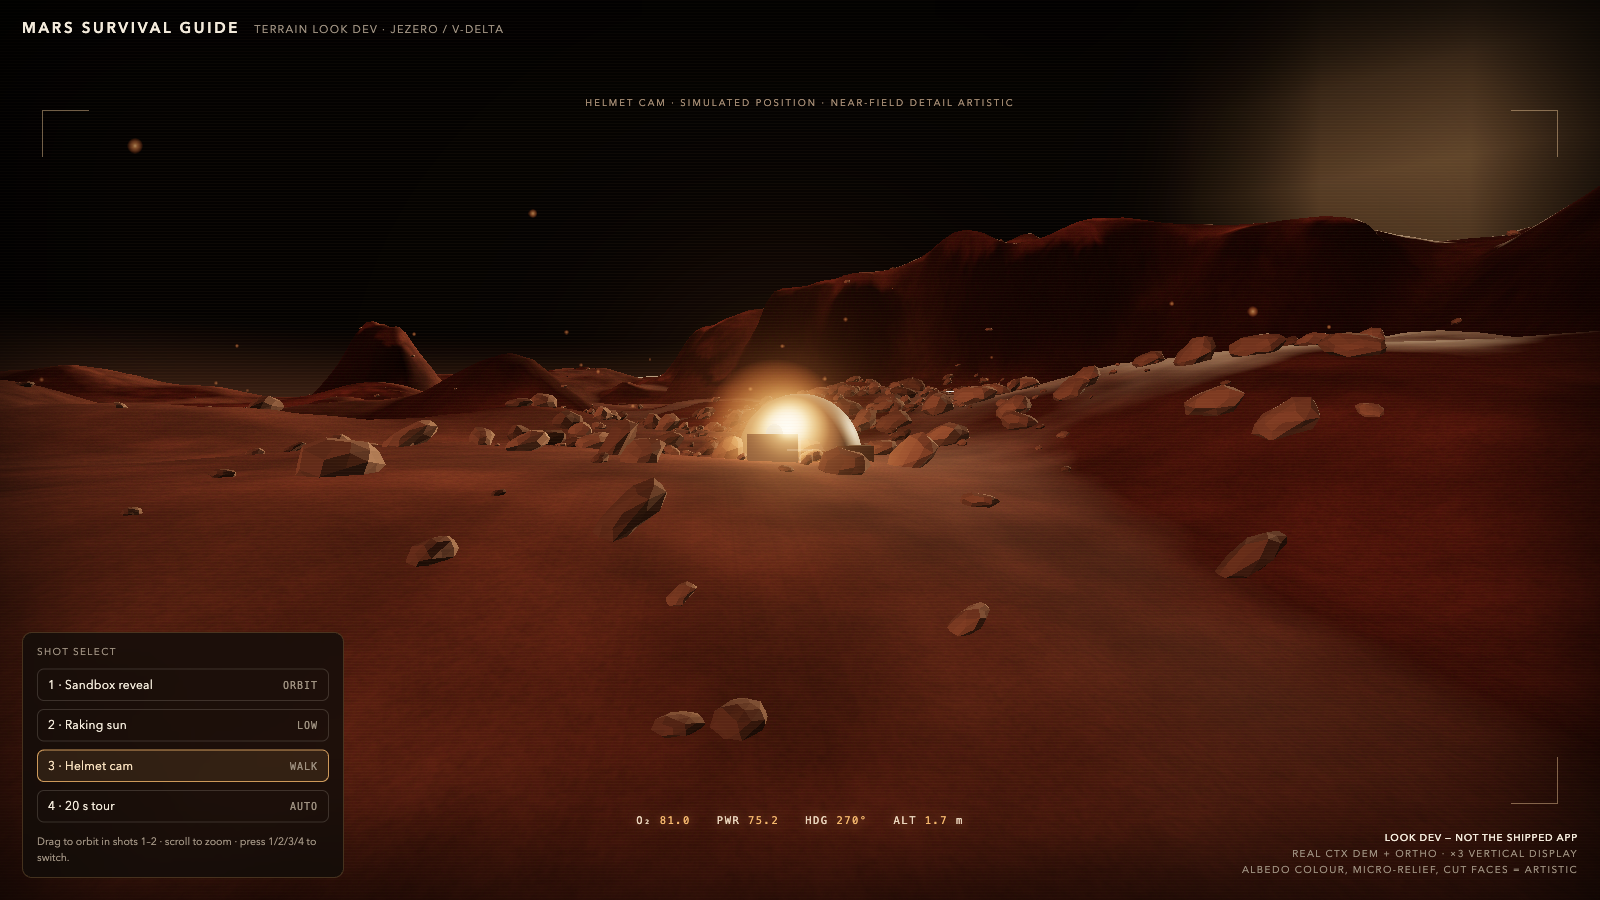 MARS SURVIVAL GUIDE TERRAIN LOOK DEV · JEZERO / V-DELTA
HELMET CAM · SIMULATED POSITION · NEAR-FIELD DETAIL ARTISTIC
SHOT SELECT
1 · Sandbox reveal ORBIT
2 · Raking sun LOW
3 · Helmet cam WALK
4 · 20 s tour AUTO
Drag to orbit in shots 1–2 · scroll to zoom · press 1/2/3/4 to
switch.
O₂ 81.0 PWR 75.2 HDG 270° ALT 1.7 m
LOOK DEV — NOT THE SHIPPED APP
REAL CTX DEM + ORTHO · ×3 VERTICAL DISPLAY
ALBEDO COLOUR, MICRO-RELIEF, CUT FACES = ARTISTIC